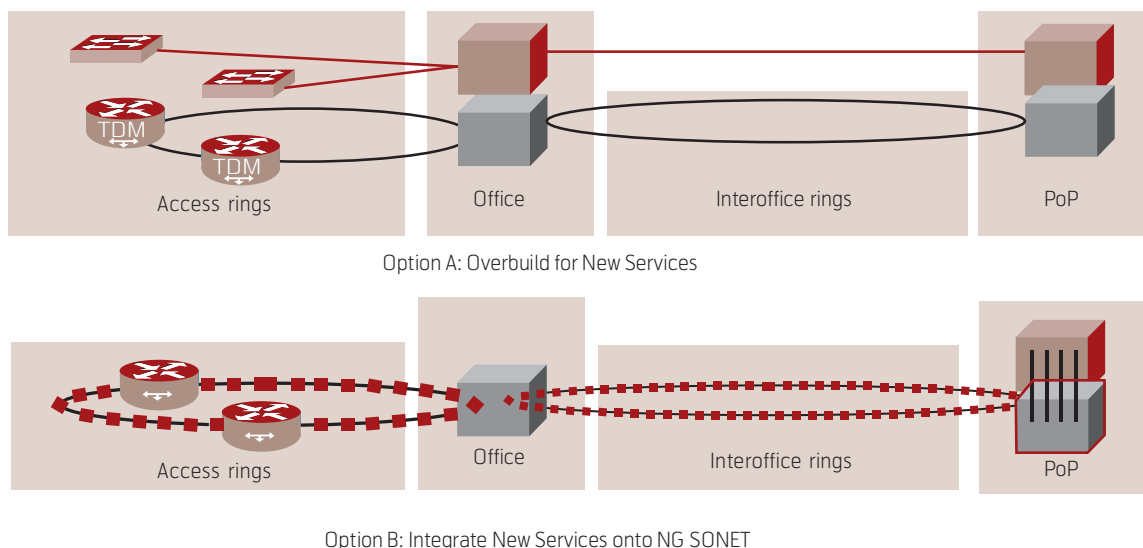 TDM
TDM
Access rings
Office
Interoffice rings
PoP
Option A: Overbuild for New Services
Access rings
Office
Interoffice rings
PoP
Option B: Integrate New Services onto NG SONET